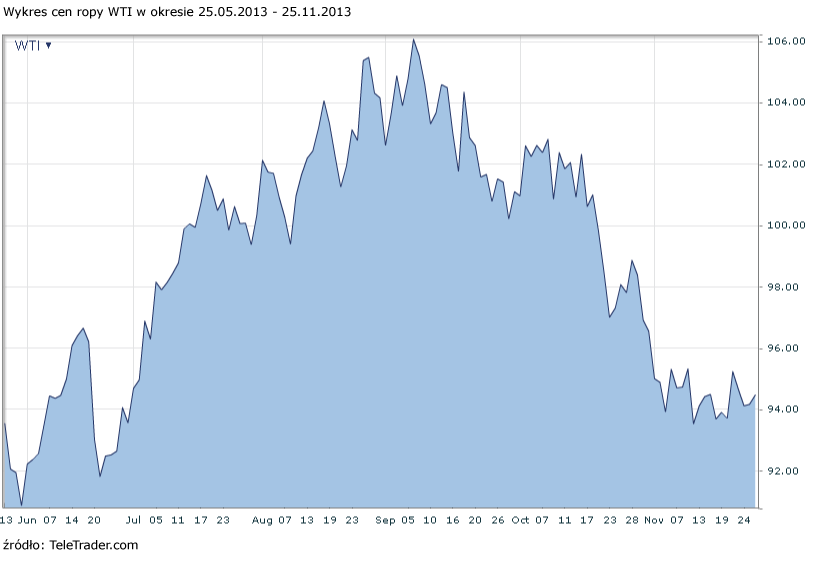 Wykres cen ropy WTI w okresie 25.05.2013 - 25.11.2013
WTI ▼
106.00
104.00
102.00
100.00
98.00
96.00
94.00
92.00
13 Jun 07 14 20 Jul 05 11 17 23 Aug 07 13 19 23 Sep 05 10 16 20 26 Oct 07 11 17 23 28 Nov 07 13 19 24
źródło: TeleTrader.com